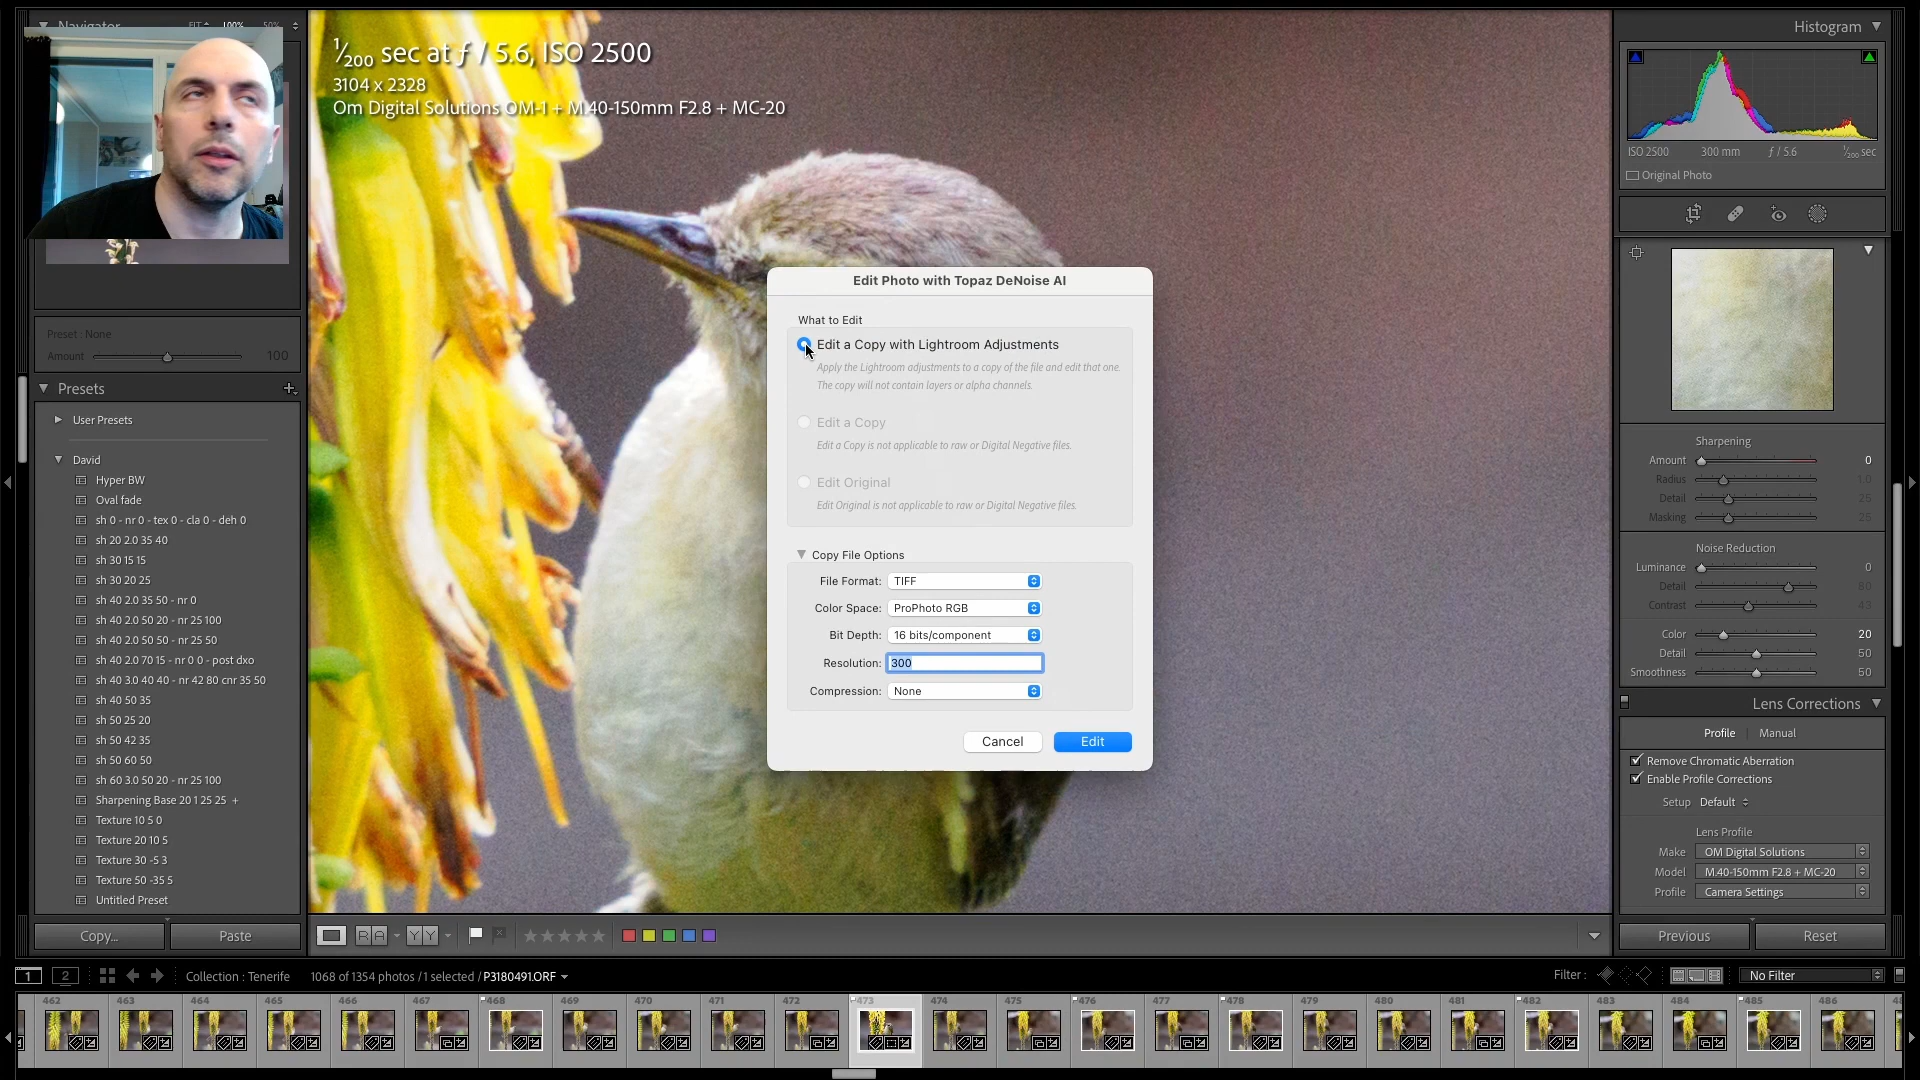 Navigator
FIT 100% 50%
1/200 sec at ƒ / 5.6, ISO 2500
3104 x 2328
Om Digital Solutions OM-1 + M.40-150mm F2.8 + MC-20
Preset : None
Amount 100
Presets
User Presets
David
Hyper BW
Oval fade
sh 0 - nr 0 - tex 0 - cla 0 - deh 0
sh 20 2.0 35 40
sh 30 15 15
sh 30 20 25
sh 40 2.0 35 50 - nr 0
sh 40 2.0 50 20 - nr 25 100
sh 40 2.0 50 50 - nr 25 50
sh 40 2.0 70 15 - nr 0 0 - post dxo
sh 40 3.0 40 40 - nr 42 80 cnr 35 50
sh 40 50 35
sh 50 25 20
sh 50 42 35
sh 50 60 50
sh 60 3.0 50 20 - nr 25 100
Sharpening Base 20 1 25 25 +
Texture 10 5 0
Texture 20 10 5
Texture 30 -5 3
Texture 50 -35 5
Untitled Preset
Copy...
Paste
Edit Photo with Topaz DeNoise AI
What to Edit
Edit a Copy with Lightroom Adjustments
Apply the Lightroom adjustments to a copy of the file and edit that one.
The copy will not contain layers or alpha channels.
Edit a Copy
Edit a Copy is not applicable to raw or Digital Negative files.
Edit Original
Edit Original is not applicable to raw or Digital Negative files.
Copy File Options
File Format: TIFF
Color Space: ProPhoto RGB
Bit Depth: 16 bits/component
Resolution: 300
Compression: None
Cancel
Edit
Histogram
ISO 2500 300 mm ƒ / 5.6 1/200 sec
Original Photo
Sharpening
Amount 0
Radius 1.0
Detail 25
Masking 25
Noise Reduction
Luminance 0
Detail 80
Contrast 43
Color 20
Detail 50
Smoothness 50
Lens Corrections
Profile | Manual
Remove Chromatic Aberration
Enable Profile Corrections
Setup Default
Lens Profile
Make OM Digital Solutions
Model M.40-150mm F2.8 + MC-20
Profile Camera Settings
Previous
Reset
R A Y Y
1 2 Collection : Tenerife 1068 of 1354 photos / 1 selected / P3180491.ORF
Filter : No Filter
462 463 464 465 466 467 468 469 470 471 472 473 474 475 476 477 478 479 480 481 482 483 484 485 486